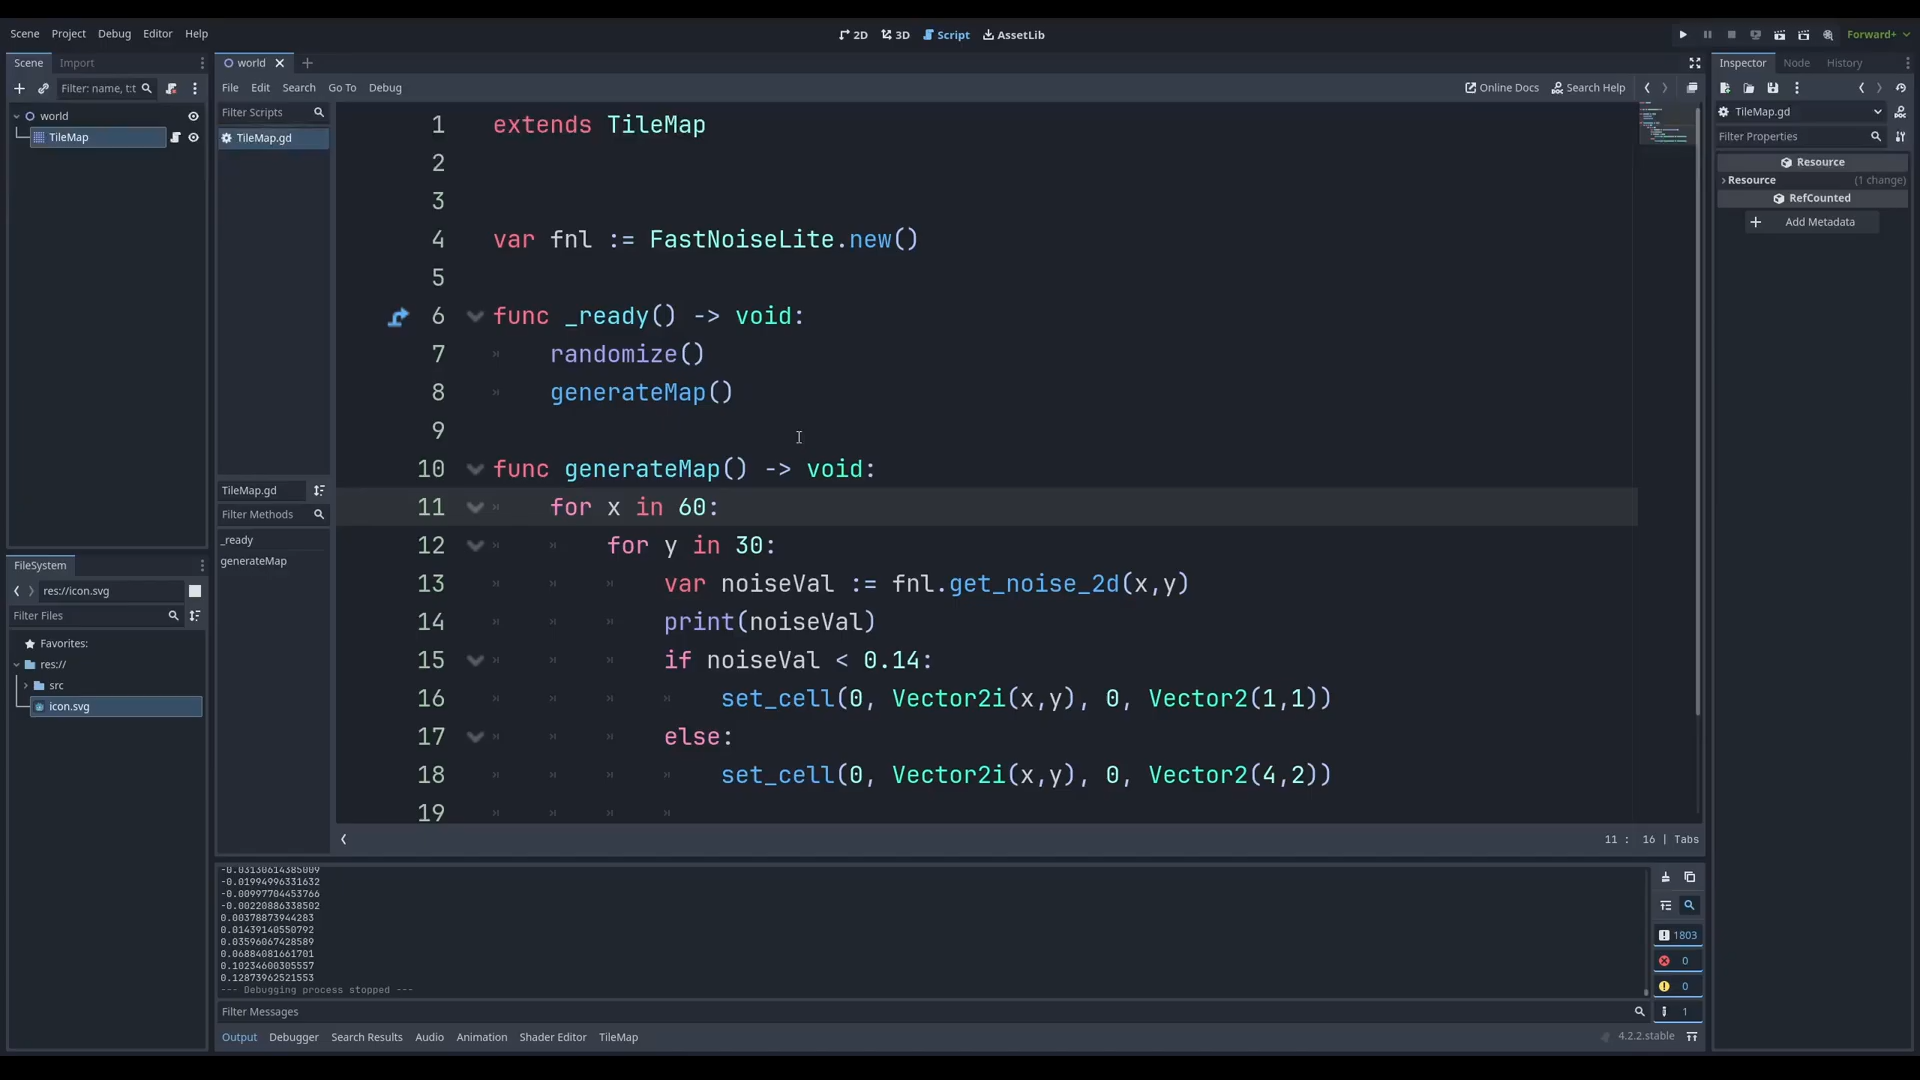 Scene Project Debug Editor Help
2D 3D Script AssetLib
Forward+
Scene Import
Filter: name, t:t
world
TileMap
world
File Edit Search Go To Debug
Online Docs Search Help
Filter Scripts
TileMap.gd
TileMap.gd
Filter Methods
_ready
generateMap
1 extends TileMap
2
3
4 var fnl := FastNoiseLite.new()
5
6 func _ready() -> void:
7 randomize()
8 generateMap()
9
10 func generateMap() -> void:
11 for x in 60:
12 for y in 30:
13 var noiseVal := fnl.get_noise_2d(x,y)
14 print(noiseVal)
15 if noiseVal < 0.14:
16 set_cell(0, Vector2i(x,y), 0, Vector2(1,1))
17 else:
18 set_cell(0, Vector2i(x,y), 0, Vector2(4,2))
19
11 : 16 | Tabs
FileSystem
res://icon.svg
Filter Files
Favorites:
res://
src
icon.svg
-0.03130614385009
-0.01994996331632
-0.00997704453766
-0.00220886338502
0.00378873944283
0.01439140550792
0.03596067428589
0.06884081661701
0.10234600305557
0.12873962521553
--- Debugging process stopped ---
1803
0
0
1
Filter Messages
Output Debugger Search Results Audio Animation Shader Editor TileMap
4.2.2.stable
Inspector Node History
TileMap.gd
Filter Properties
Resource
Resource (1 change)
RefCounted
Add Metadata